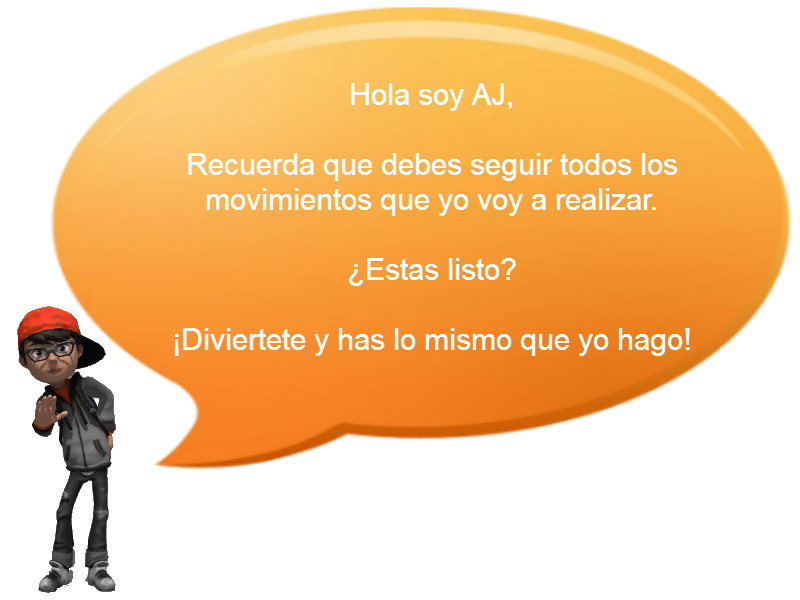 Hola soy AJ,
Recuerda que debes seguir todos los
movimientos que yo voy a realizar.
¿Estas listo?
¡Diviertete y has lo mismo que yo hago!